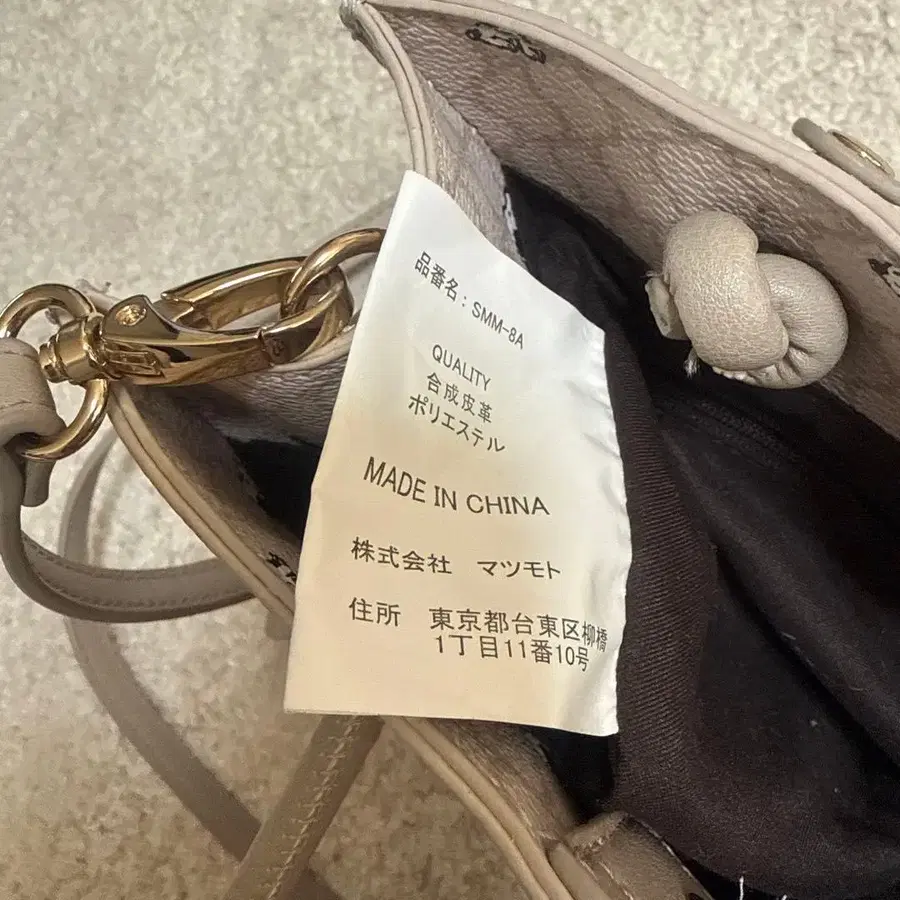 品番名：SMM-8A
QUALITY
合成皮革
ポリエステル
MADE IN CHINA
株式会社　マツモト
住所　東京都台東区柳橋
1丁目11番10号